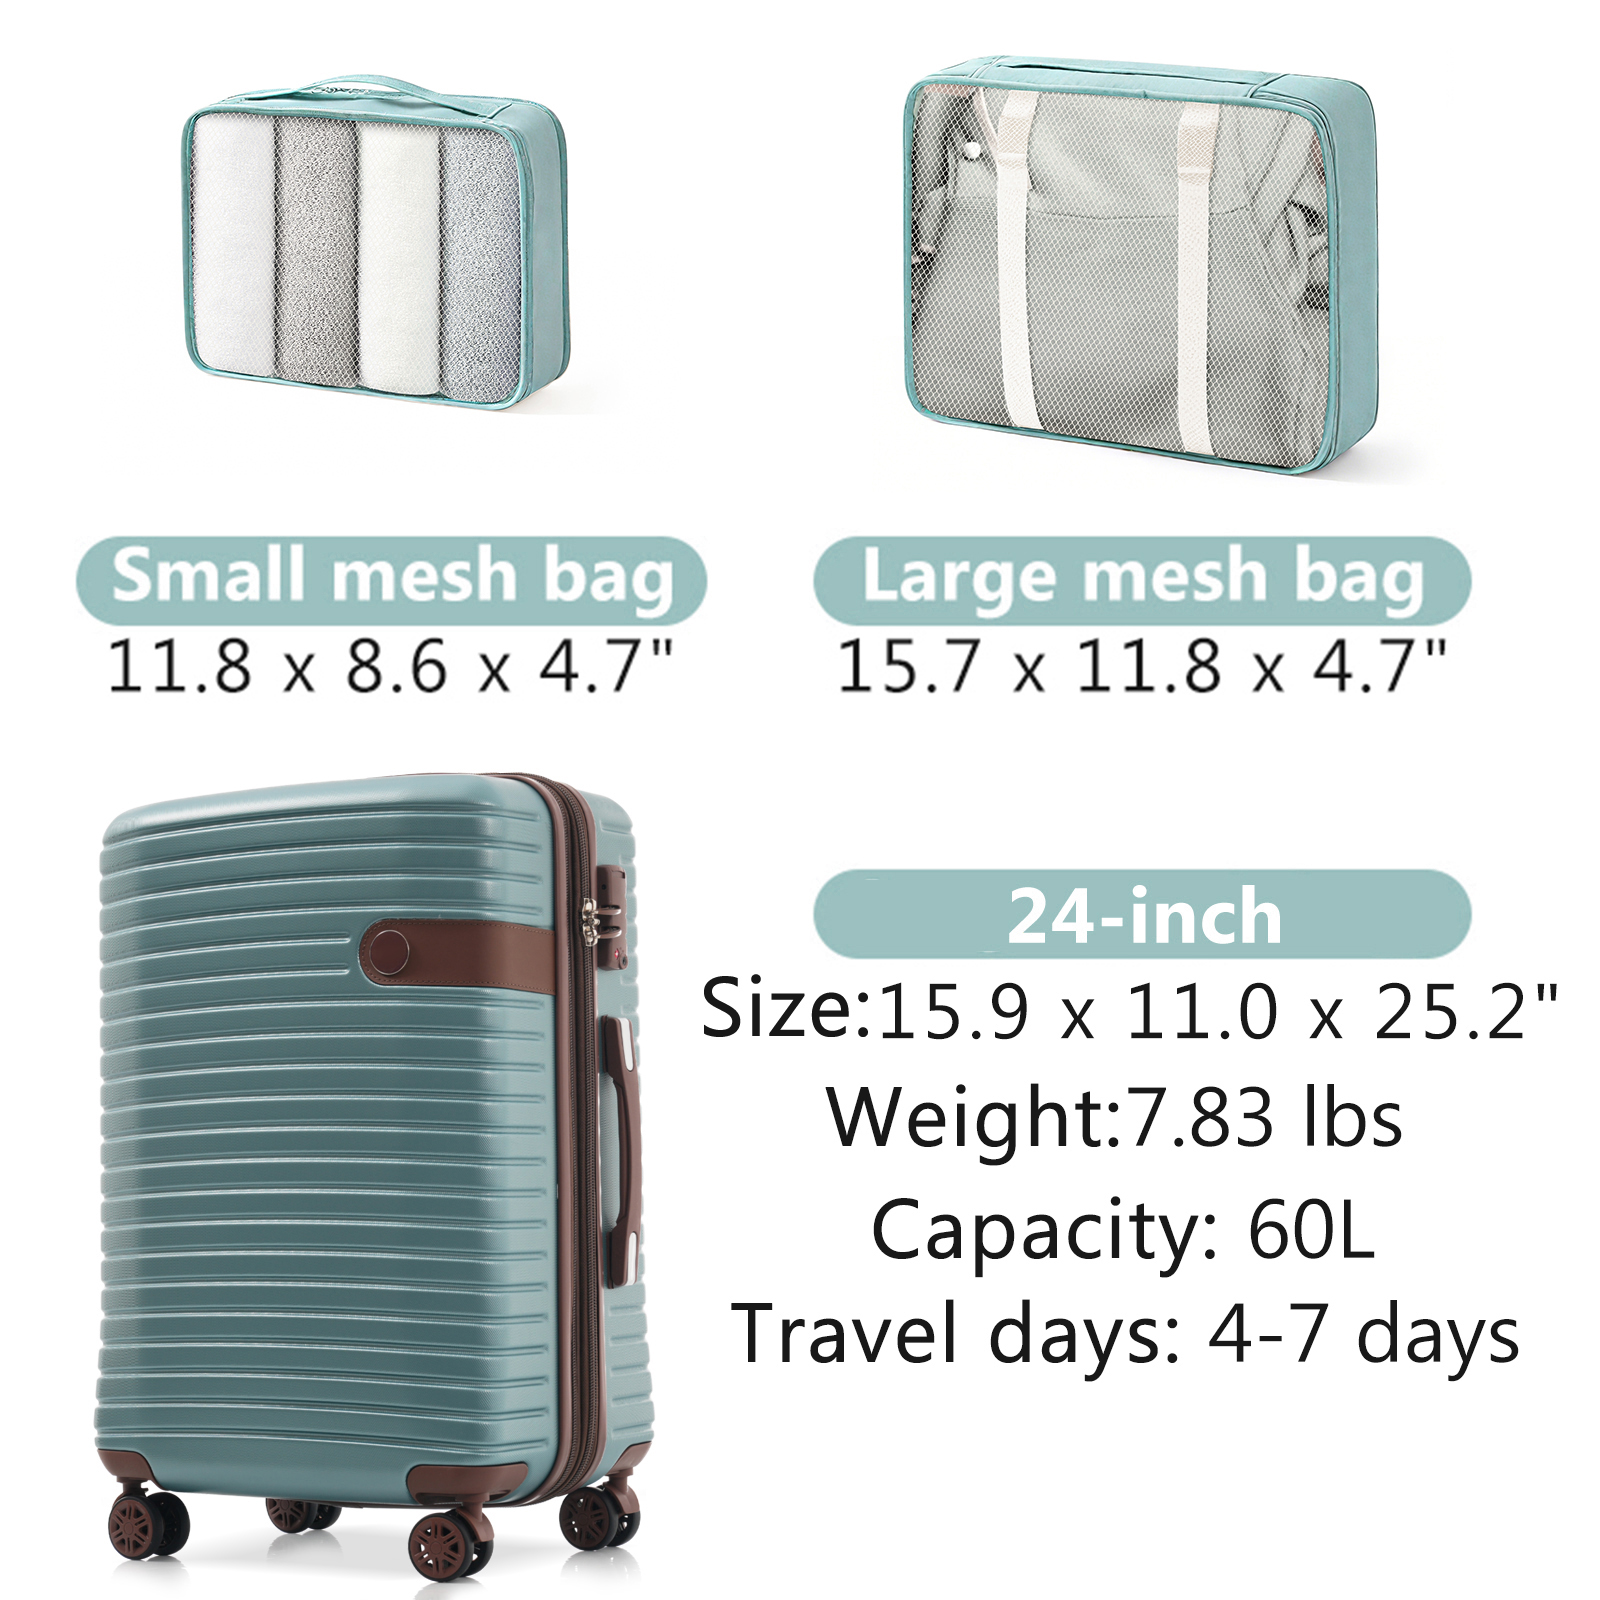 Small mesh bag
11.8 x 8.6 x 4.7"
Large mesh bag
15.7 x 11.8 x 4.7"
24-inch
Size:15.9 x 11.0 x 25.2"
Weight:7.83 lbs
Capacity: 60L
Travel days: 4-7 days